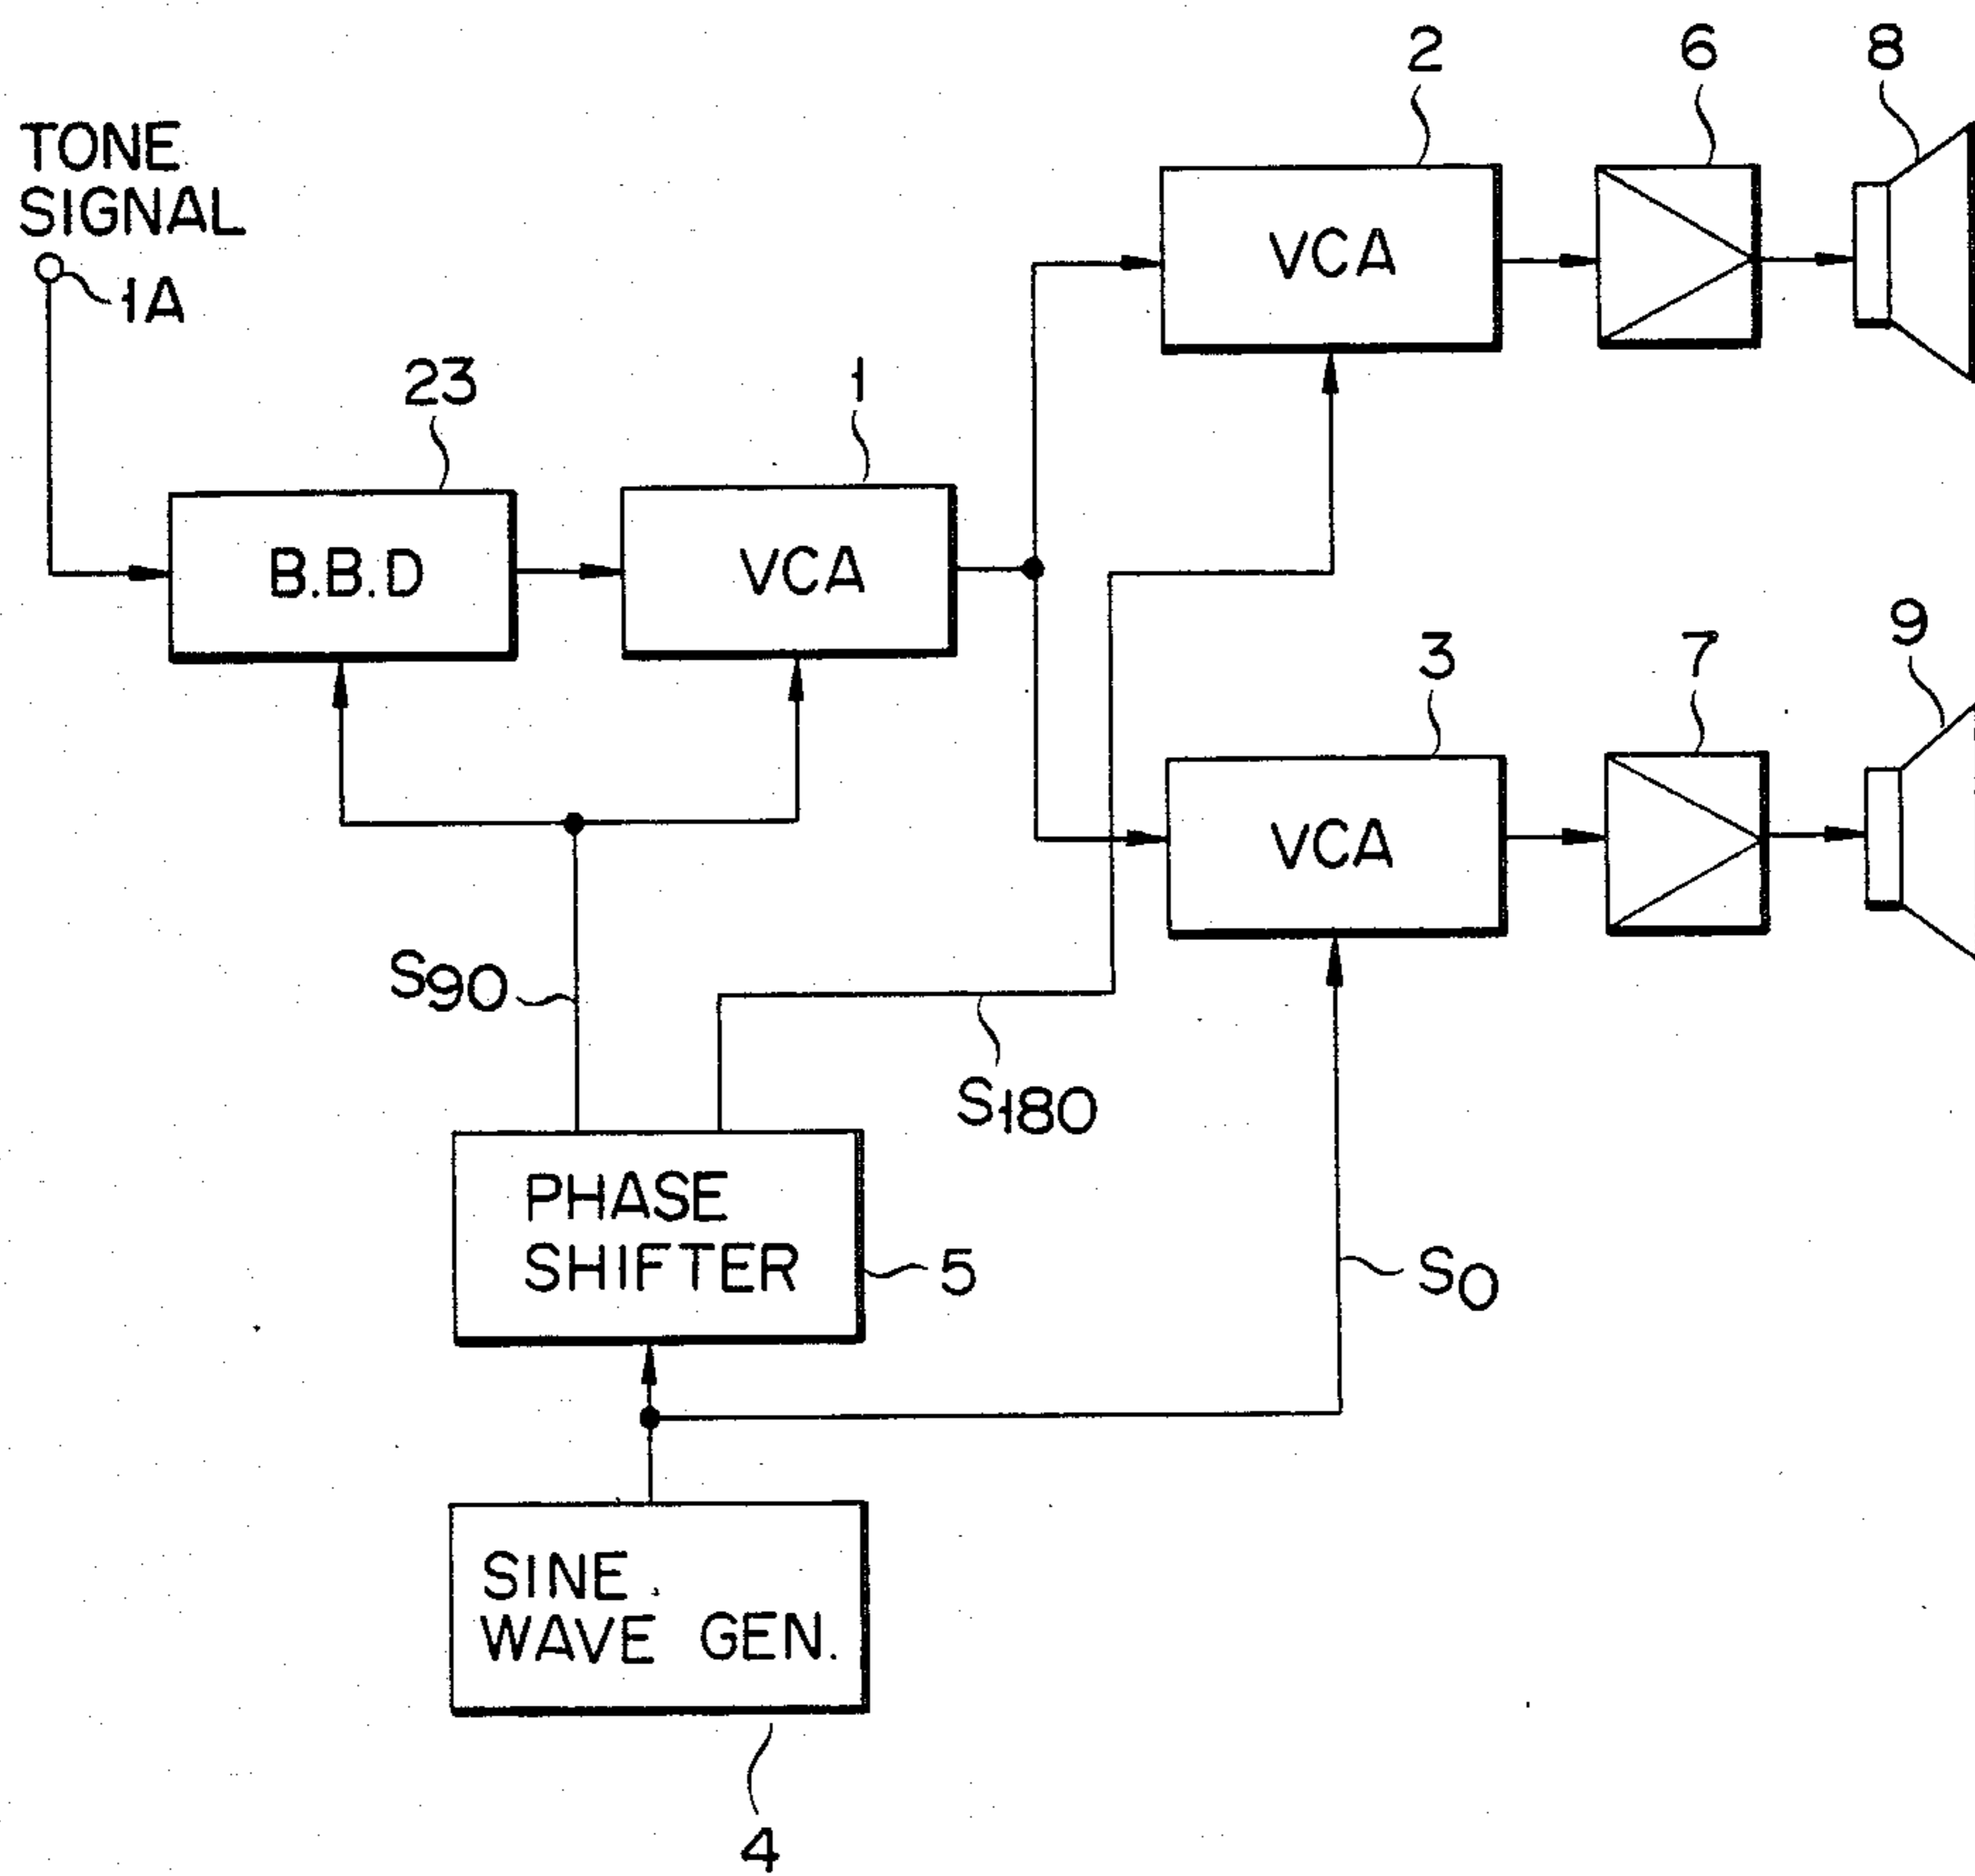 2
6
8
TONE
SIGNAL
1A
VCA
23
1
B.B.D
VCA
3
7
9
VCA
S90
S180
PHASE
SHIFTER
5
S0
SINE
WAVE GEN.
4